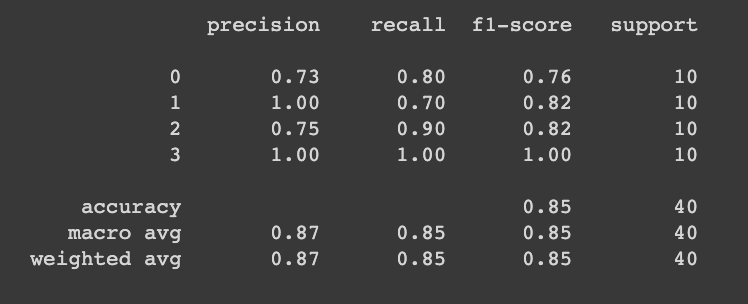 precision recall f1-score support
0 0.73 0.80 0.76 10
1 1.00 0.70 0.82 10
2 0.75 0.90 0.82 10
3 1.00 1.00 1.00 10
accuracy 0.85 40
macro avg 0.87 0.85 0.85 40
weighted avg 0.87 0.85 0.85 40